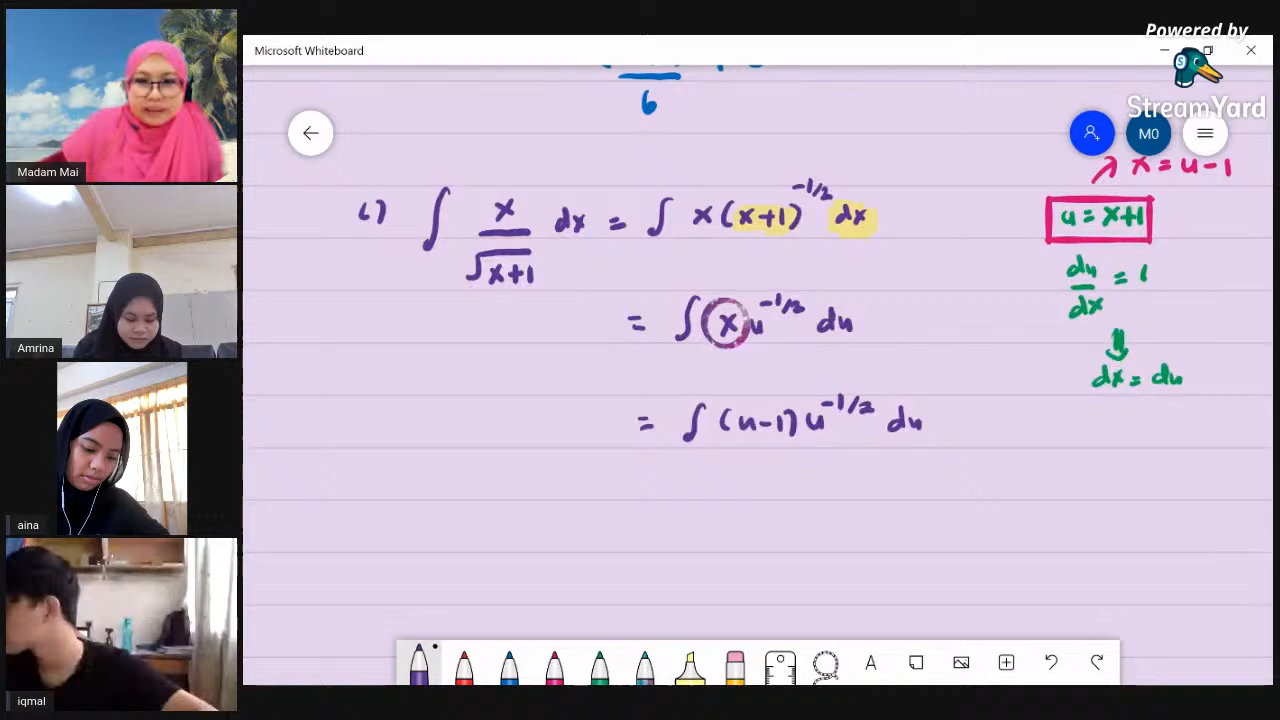 Powered by
StreamYard
Microsoft Whiteboard
6
M0
x = u-1
c) ∫ x/√(x+1) dx = ∫ x(x+1)^(-1/2) dx
u = x+1
du/dx = 1
= ∫ x u^(-1/2) du
dx = du
= ∫ (u-1) u^(-1/2) du
Madam Mai
Amrina
aina
iqmal
A